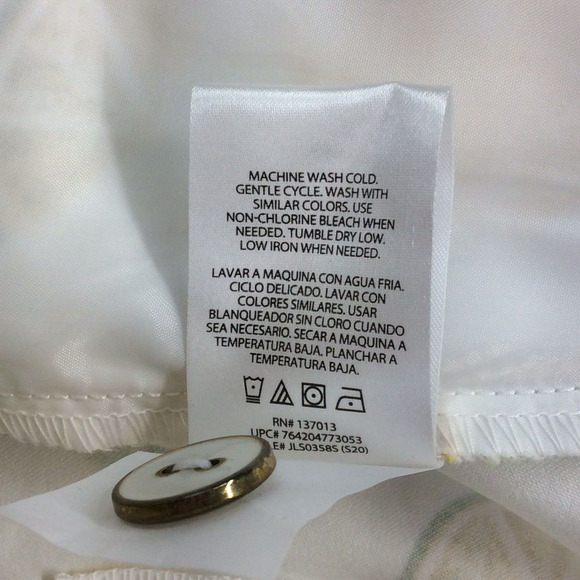 MACHINE WASH COLD.
GENTLE CYCLE. WASH WITH
SIMILAR COLORS. USE
NON-CHLORINE BLEACH WHEN
NEEDED. TUMBLE DRY LOW.
LOW IRON WHEN NEEDED.
LAVAR A MAQUINA CON AGUA FRIA.
CICLO DELICADO. LAVAR CON
COLORES SIMILARES. USAR
BLANQUEADOR SIN CLORO CUANDO
SEA NECESARIO. SECAR A MAQUINA A
TEMPERATURA BAJA. PLANCHAR A
TEMPERATURA BAJA.
RN# 137013
UPC# 764204773053
E# JLS0358S (S20)